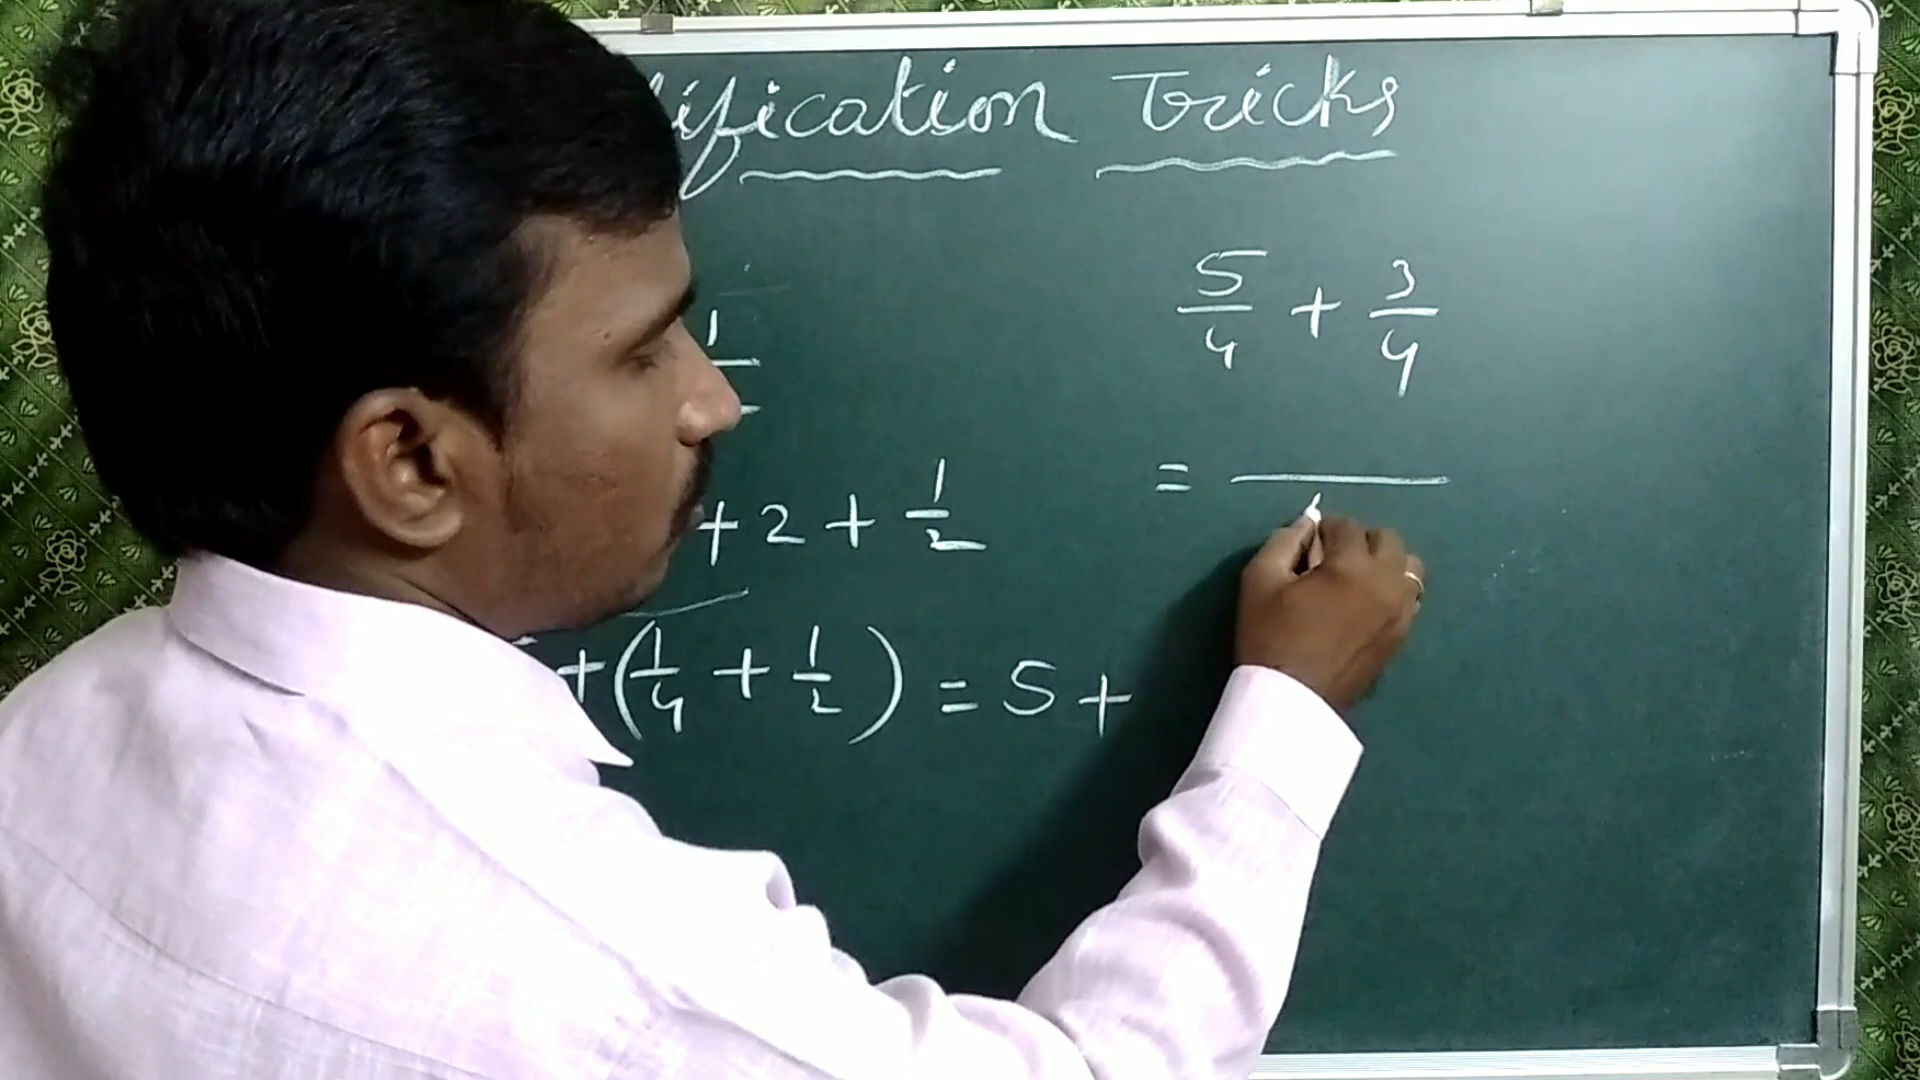 ification Tricks
5/4 + 3/4
1
+ 2 + 1/2
=
+ (1/4 + 1/2) = 5 +